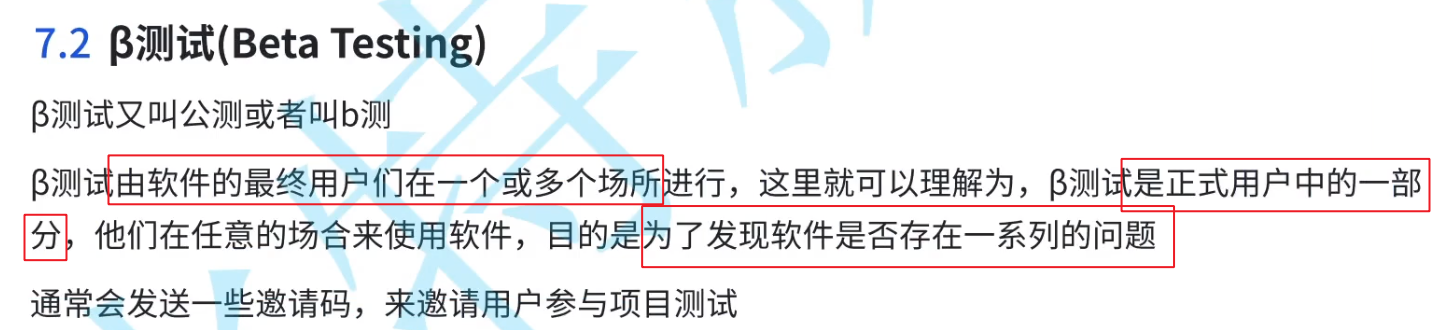 7.2 β测试(Beta Testing)
β测试又叫公测或者叫b测
β测试由软件的最终用户们在一个或多个场所进行，这里就可以理解为，β测试是正式用户中的一部
分，他们在任意的场合来使用软件，目的是为了发现软件是否存在一系列的问题
通常会发送一些邀请码，来邀请用户参与项目测试